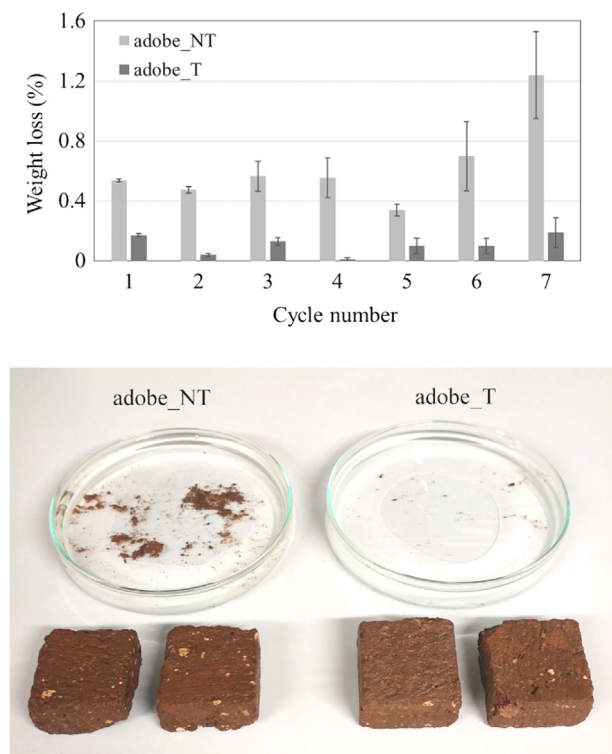 1.6
adobe_NT
adobe_T
1.2
0.8
0.4
0
Weight loss (%)
1 2 3 4 5 6 7
Cycle number
adobe_NT adobe_T